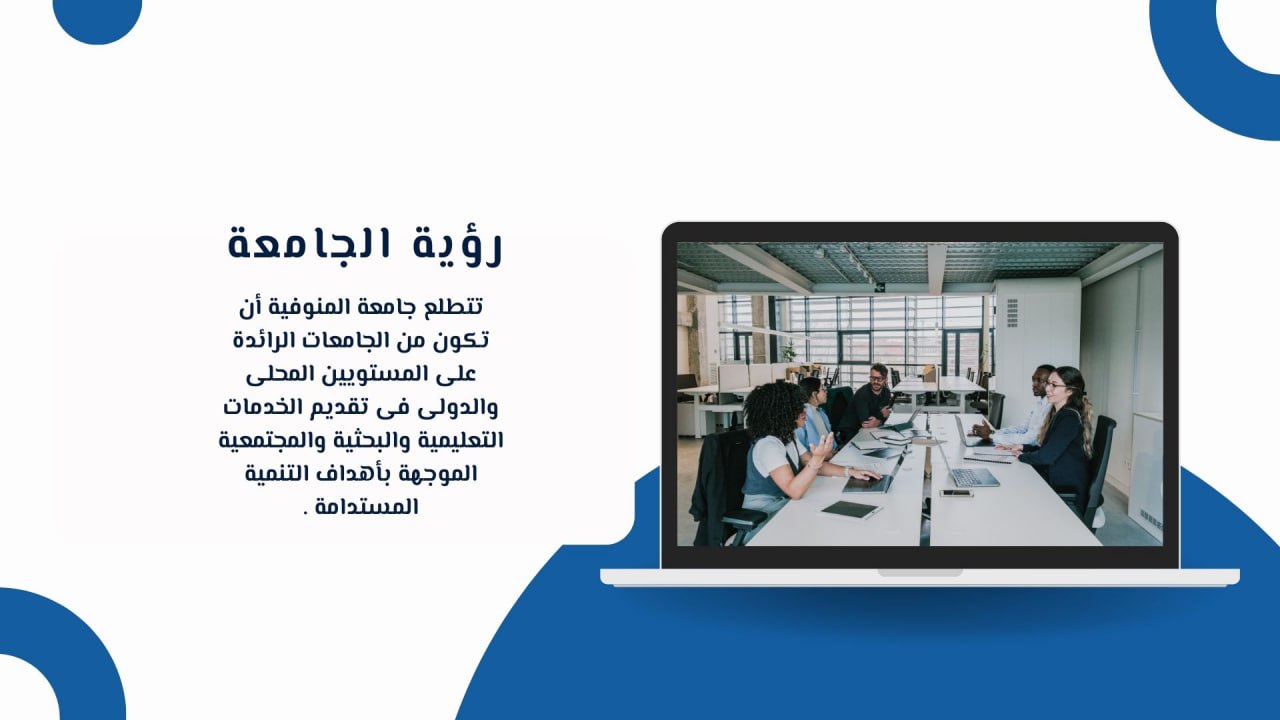 رؤية الجامعة
تتطلع جامعة المنوفية أن
تكون من الجامعات الرائدة
على المستويين المحلى
والدولى فى تقديم الخدمات
التعليمية والبحثية والمجتمعية
الموجهة بأهداف التنمية
المستدامة .